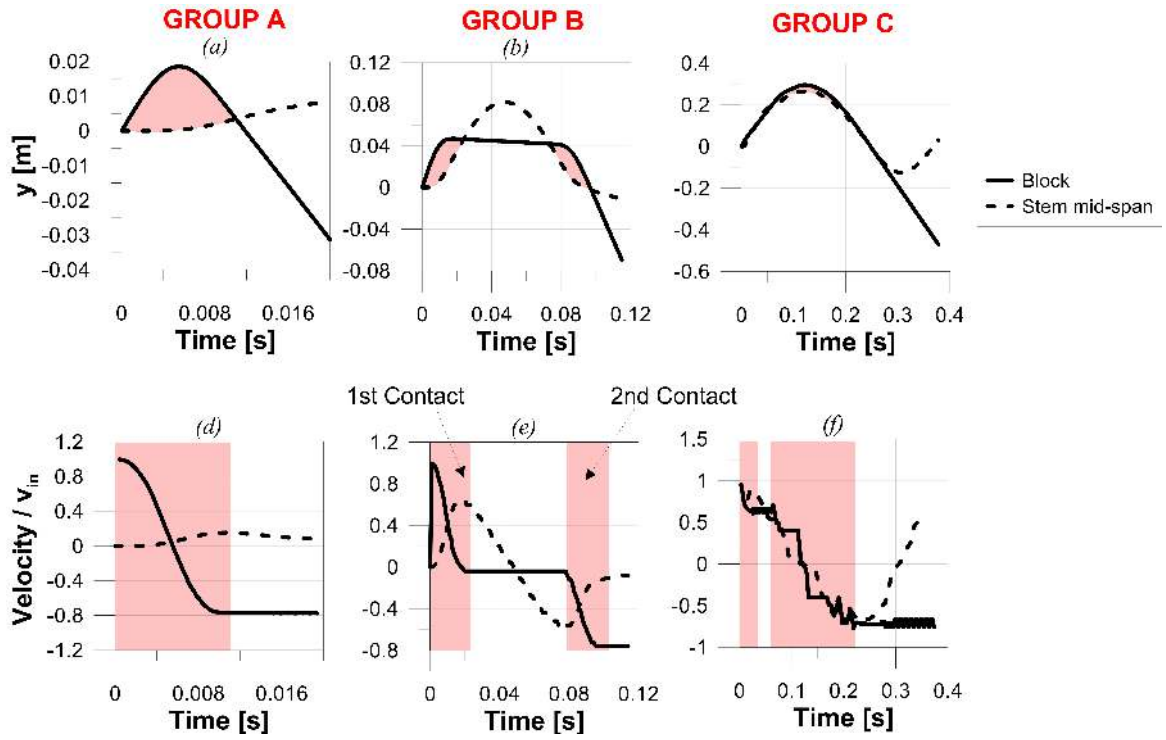 GROUP A GROUP B GROUP C
(a) (b)
0.02 0.12 0.4
0.01 0.08 0.2
0 0.04 0
-0.01 0 -0.2
-0.02 -0.04 -0.4
-0.03 -0.08 -0.6
-0.04
y [m]
Block
Stem mid-span
0 0.008 0.016 0 0.04 0.08 0.12 0 0.1 0.2 0.3 0.4
Time [s] Time [s] Time [s]
1st Contact 2nd Contact
(d) (e) (f)
1.2 1.2 1.5
0.8 0.8 1
0.4 0.4 0.5
0 0 0
-0.4 -0.4 -0.5
-0.8 -0.8 -1
-1.2
Velocity / vin
0 0.008 0.016 0 0.04 0.08 0.12 0 0.1 0.2 0.3 0.4
Time [s] Time [s] Time [s]